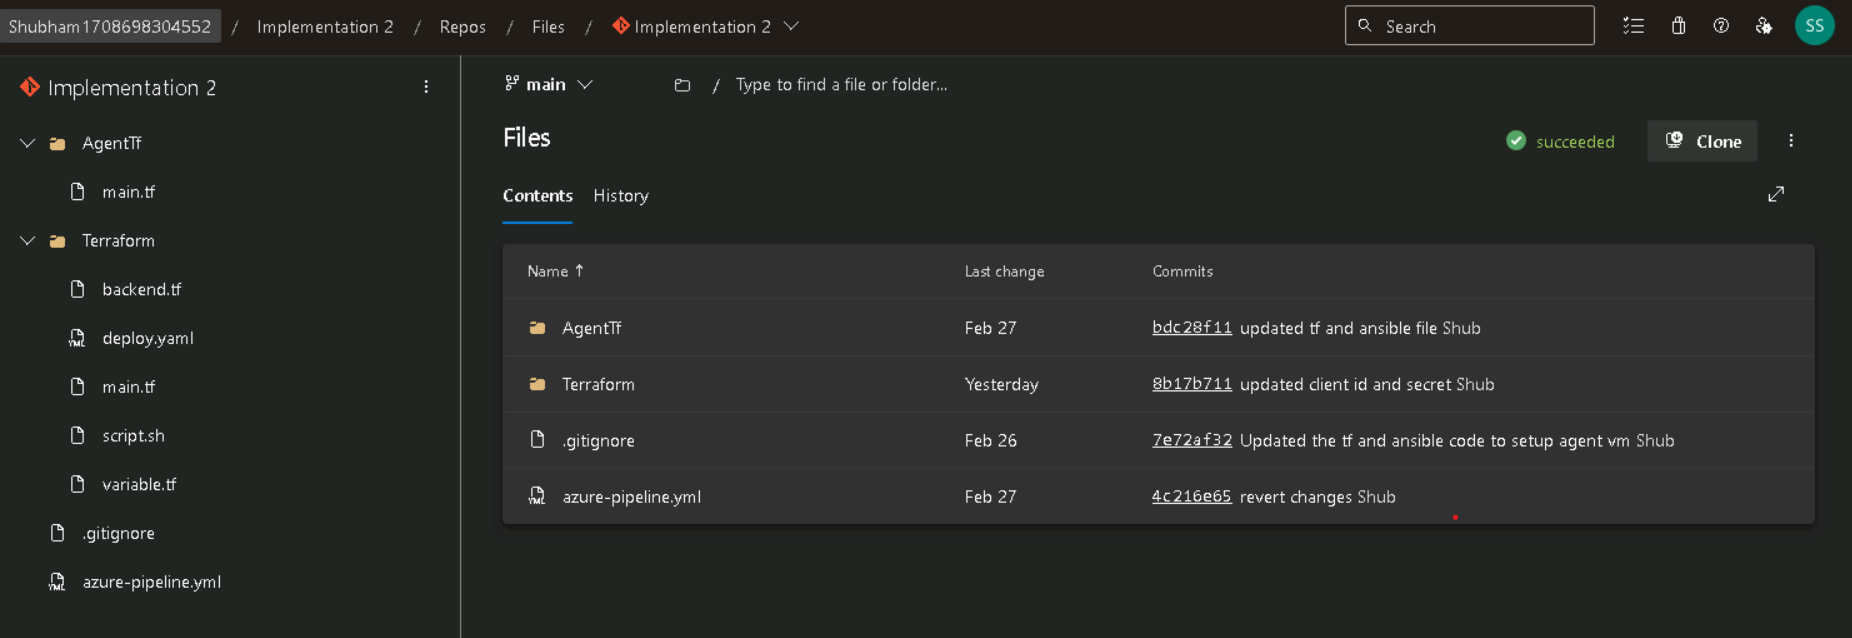 Shubham1708698304552 / Implementation 2 / Repos / Files / Implementation 2
Search
SS
Implementation 2
AgentTf
main.tf
Terraform
backend.tf
deploy.yaml
main.tf
script.sh
variable.tf
.gitignore
azure-pipeline.yml
main / Type to find a file or folder...
Files
succeeded
Clone
Contents History
Name ↑ Last change Commits
AgentTf Feb 27 bdc28f11 updated tf and ansible file Shub
Terraform Yesterday 8b17b711 updated client id and secret Shub
.gitignore Feb 26 7e72af32 Updated the tf and ansible code to setup agent vm Shub
azure-pipeline.yml Feb 27 4c216e65 revert changes Shub